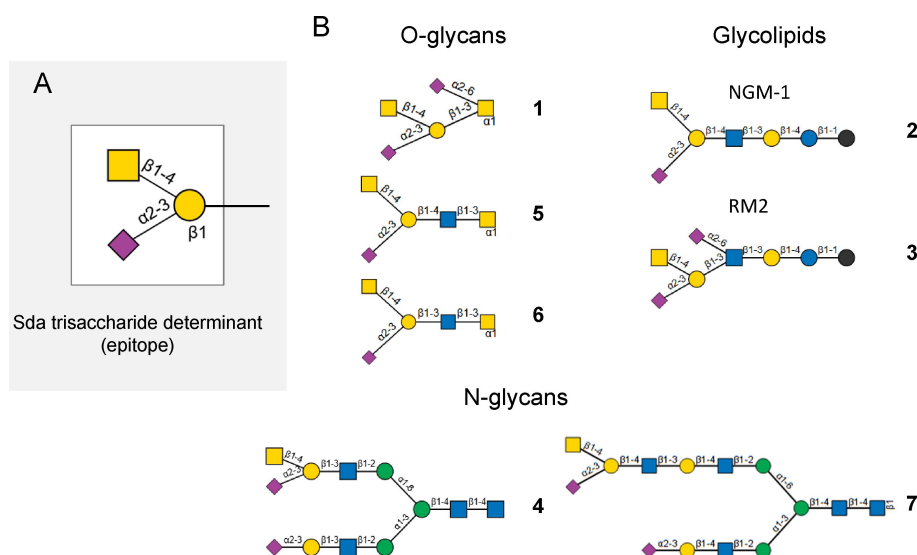 A
β1-4
α2-3
β1
Sda trisaccharide determinant
(epitope)
B
O-glycans
α2-6
β1-4
β1-3
α2-3
α1
1
β1-4
β1-4
β1-3
α2-3
α1
5
β1-4
β1-3
β1-3
α2-3
α1
6
Glycolipids
NGM-1
β1-4
β1-4
β1-3
β1-4
β1-1
α2-3
2
RM2
α2-6
β1-4
β1-3
β1-3
β1-4
β1-1
α2-3
3
N-glycans
β1-4
α2-3
β1-3
β1-2
α1-6
β1-4
β1-4
α1-3
α2-3
β1-3
β1-2
4
β1-4
α2-3
β1-4
β1-3
β1-4
β1-2
α1-6
β1-4
β1-4
β1
α1-3
α2-3
β1-4
β1-2
7